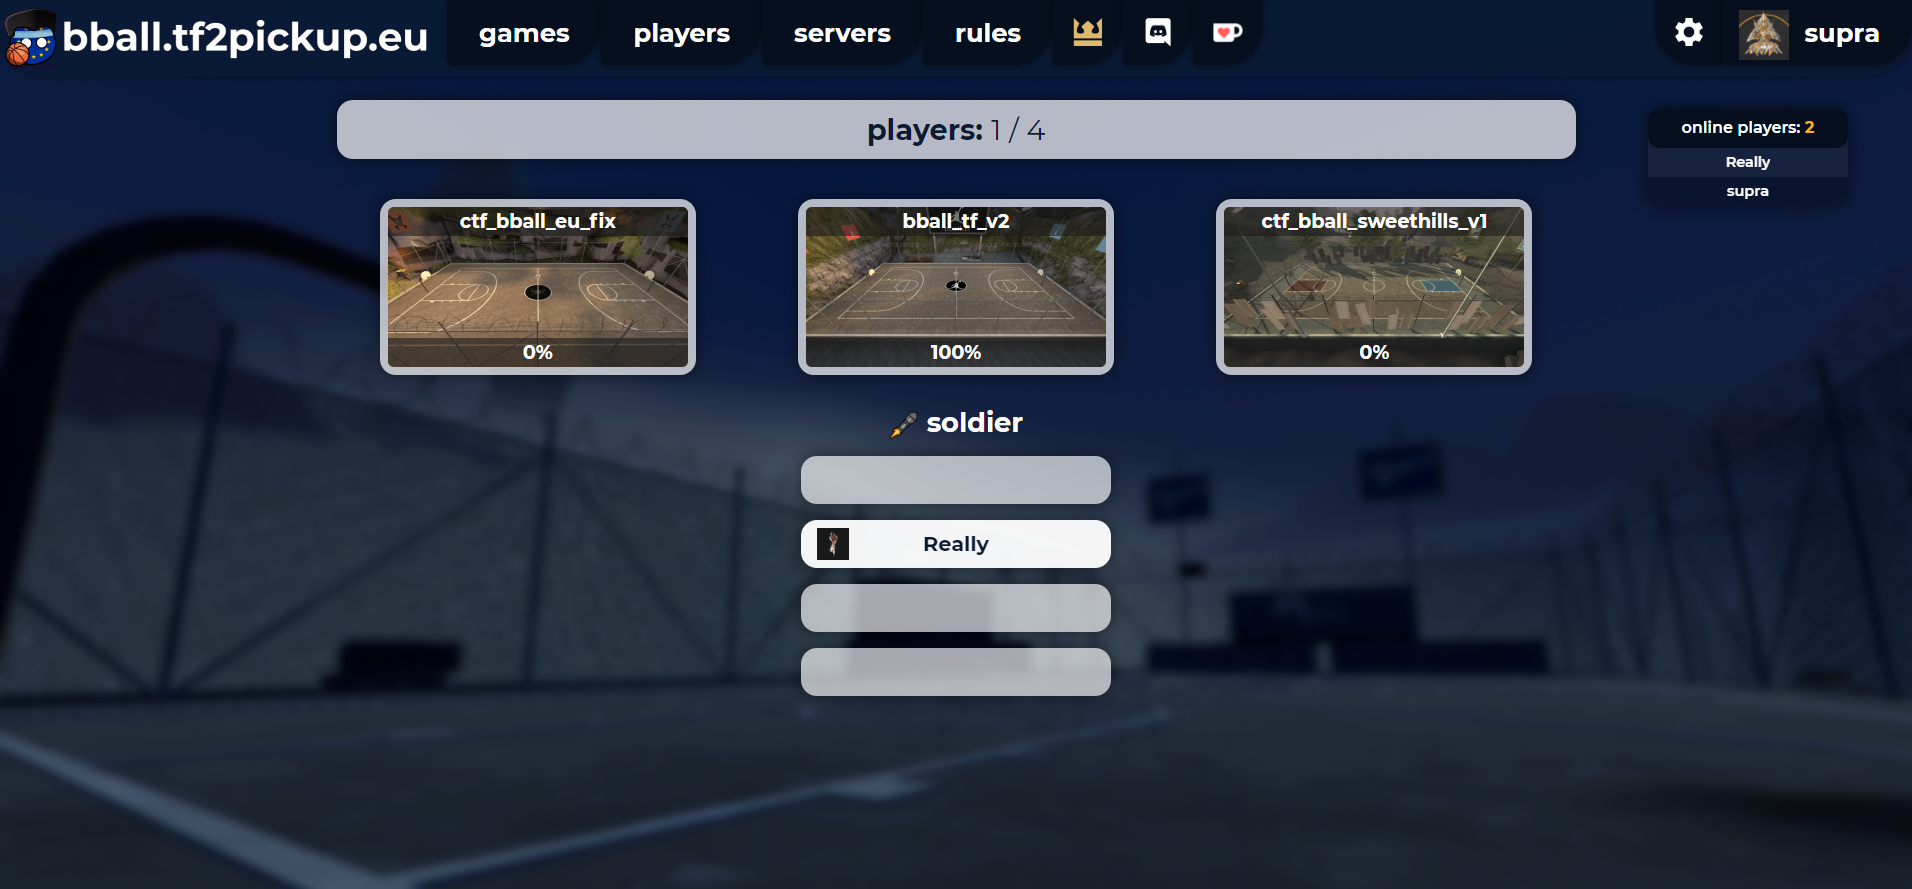 bball.tf2pickup.eu
games
players
servers
rules
supra
players: 1 / 4
online players: 2
Really
supra
ctf_bball_eu_fix
0%
bball_tf_v2
100%
ctf_bball_sweethills_v1
0%
soldier
Really